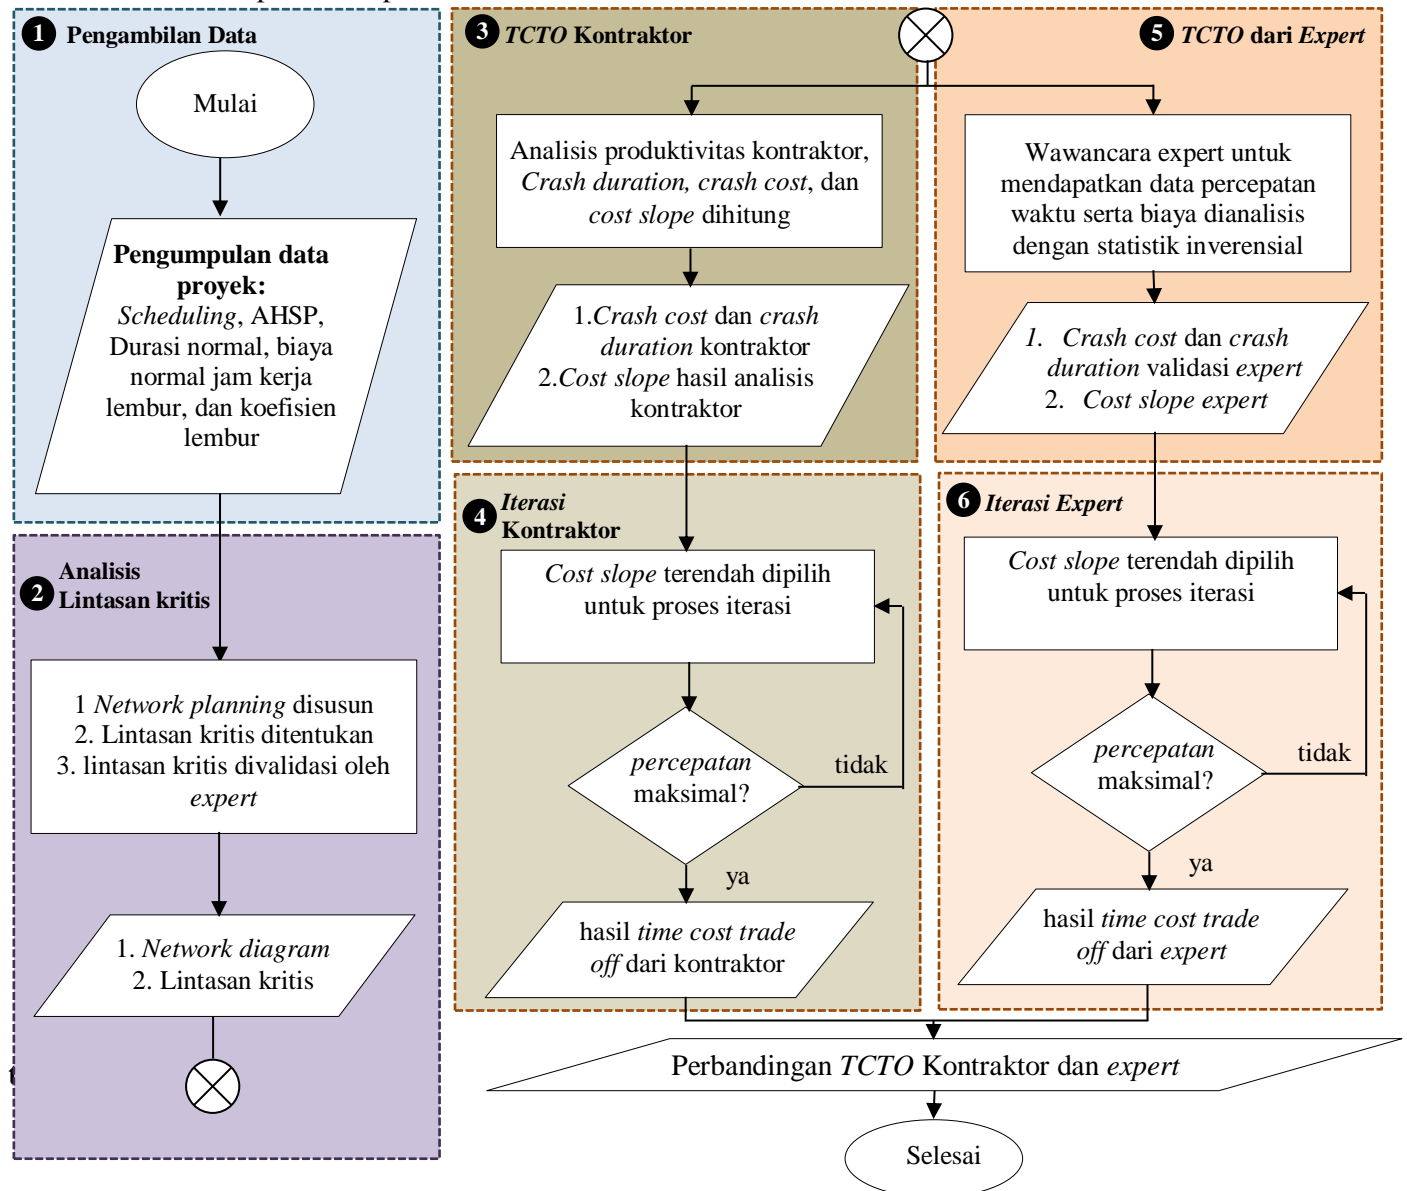 1 Pengambilan Data
Mulai
Pengumpulan data
proyek:
Scheduling, AHSP,
Durasi normal, biaya
normal jam kerja
lembur, dan koefisien
lembur
2 Analisis
Lintasan kritis
1 Network planning disusun
2. Lintasan kritis ditentukan
3. lintasan kritis divalidasi oleh
expert
1. Network diagram
2. Lintasan kritis
3 TCTO Kontraktor
Analisis produktivitas kontraktor,
Crash duration, crash cost, dan
cost slope dihitung
1.Crash cost dan crash
duration kontraktor
2.Cost slope hasil analisis
kontraktor
4 Iterasi
Kontraktor
Cost slope terendah dipilih
untuk proses iterasi
percepatan
maksimal?
tidak
ya
hasil time cost trade
off dari kontraktor
5 TCTO dari Expert
Wawancara expert untuk
mendapatkan data percepatan
waktu serta biaya dianalisis
dengan statistik inverensial
1. Crash cost dan crash
duration validasi expert
2. Cost slope expert
6 Iterasi Expert
Cost slope terendah dipilih
untuk proses iterasi
percepatan
maksimal?
tidak
ya
hasil time cost trade
off dari expert
Perbandingan TCTO Kontraktor dan expert
Selesai